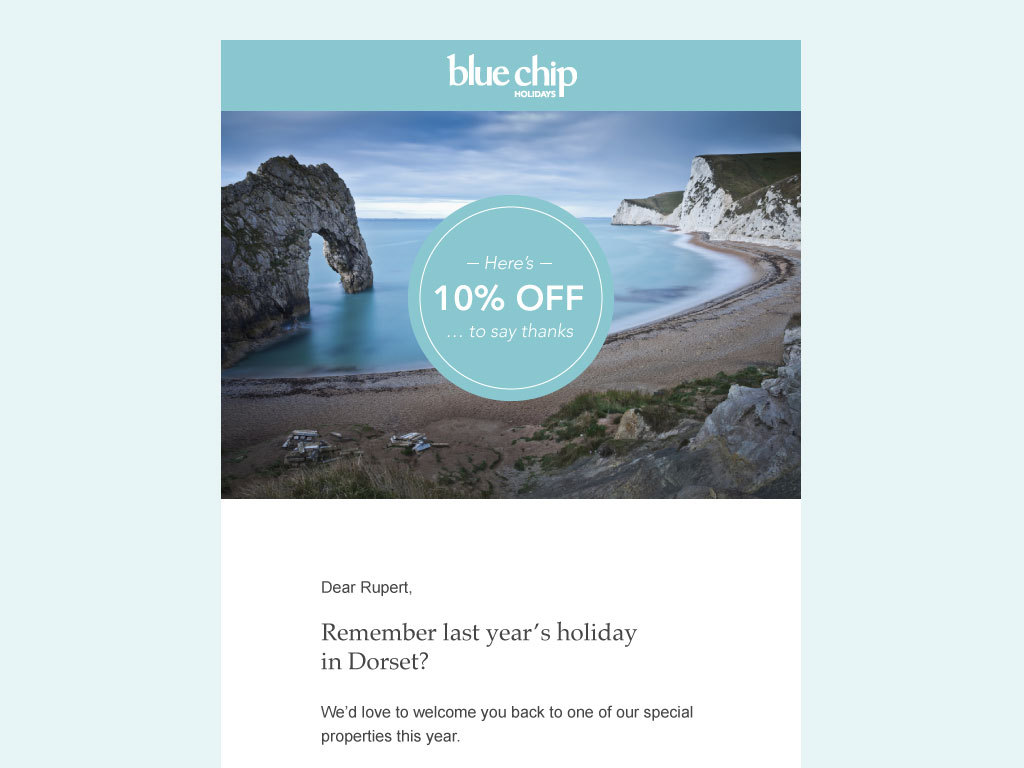 blue chip
HOLIDAYS
— Here’s —
10% OFF
… to say thanks
Dear Rupert,
Remember last year’s holiday
in Dorset?
We’d love to welcome you back to one of our special
properties this year.